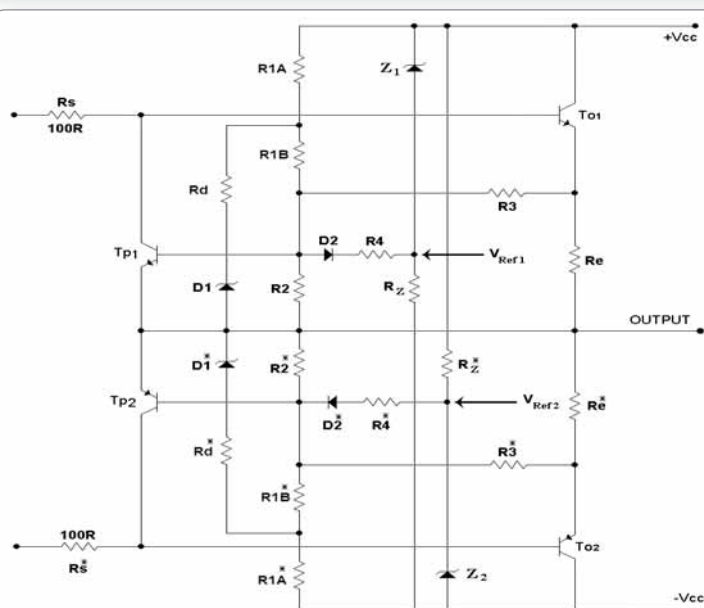 +Vcc
R1A
Z1
Rs
100R
To1
R1B
Rd
R3
Tp1
D2
R4
VRef1
Re
D1
R2
RZ
OUTPUT
D1*
R2*
RZ*
Tp2
D2*
R4*
VRef2
Re*
Rd*
R3*
R1B*
100R
Rs*
To2
R1A*
Z2
-Vcc